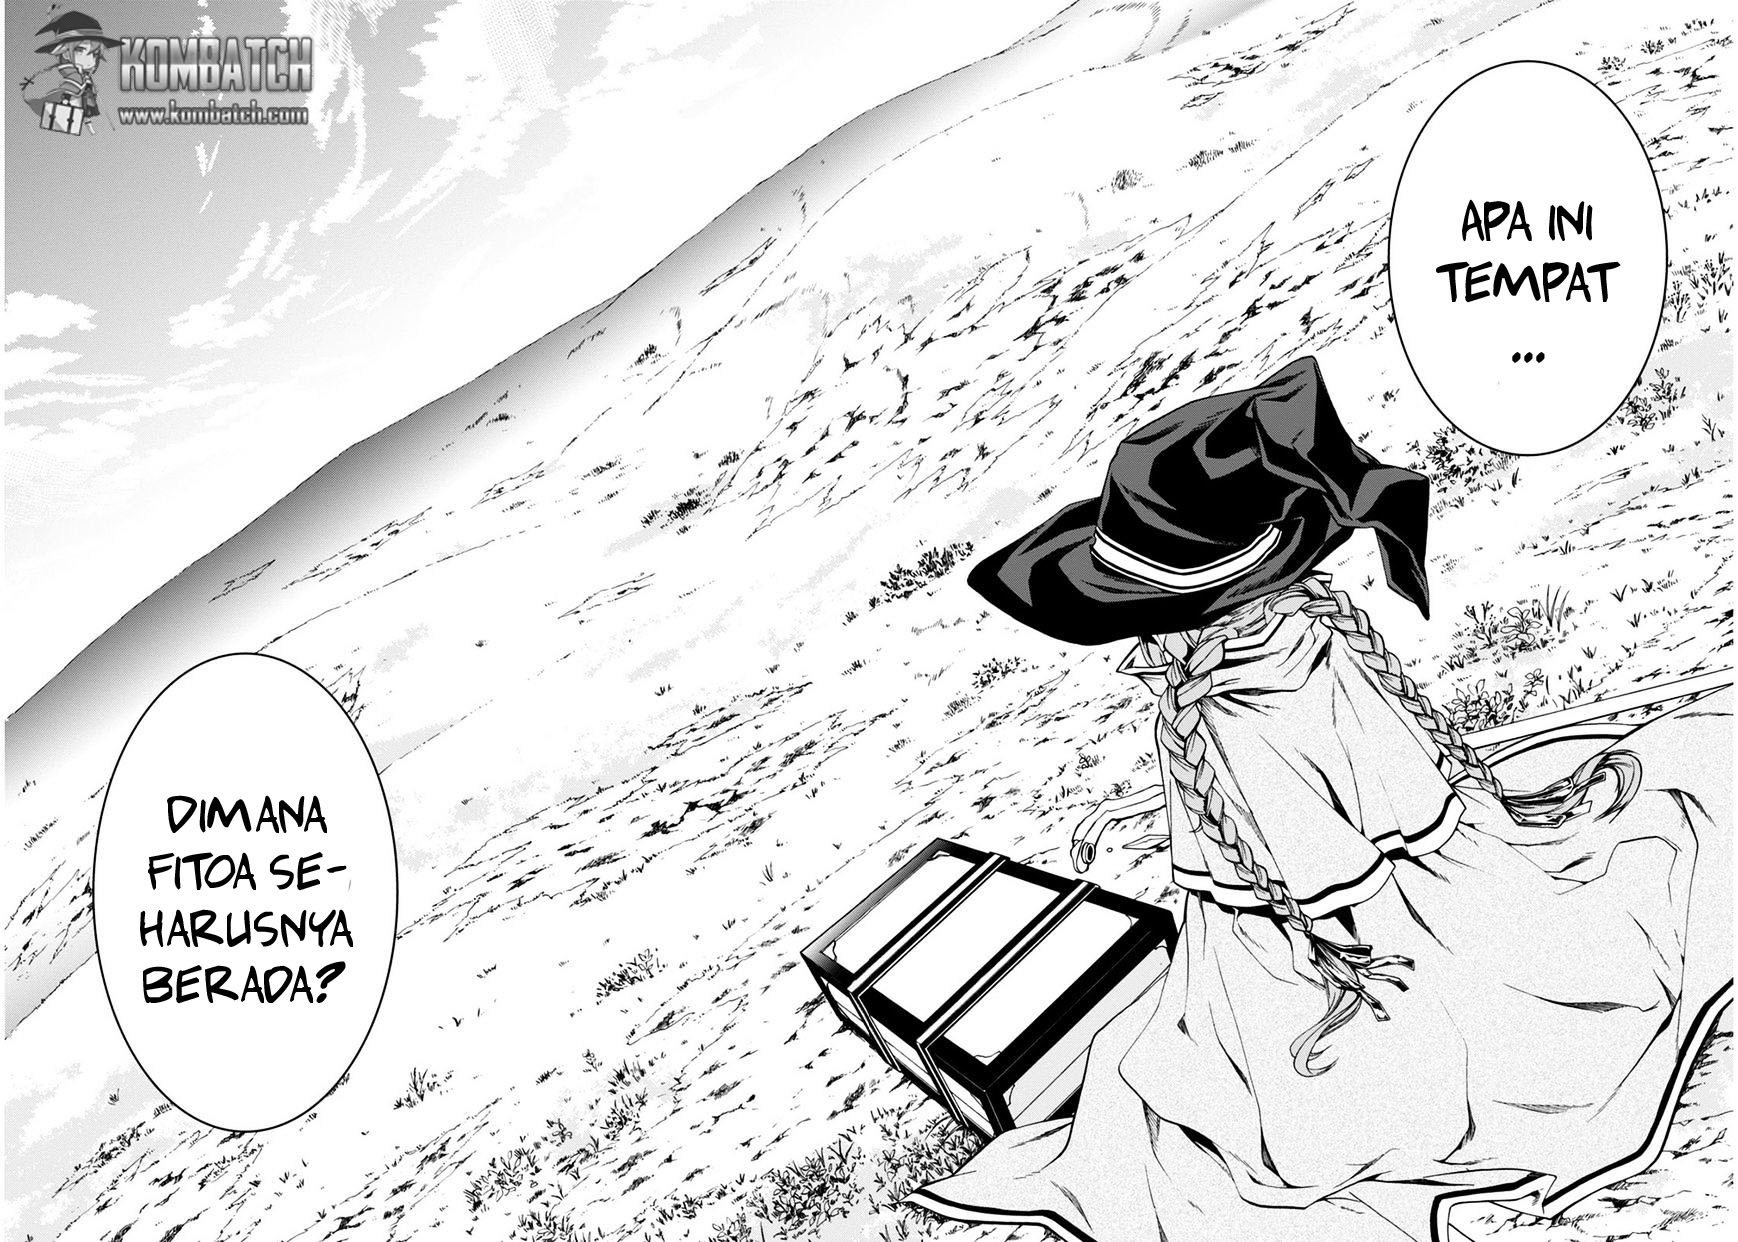 KOMBATCH
www.kombatch.com
APA INI
TEMPAT
...
DIMANA
FITOA SE-
HARUSNYA
BERADA?